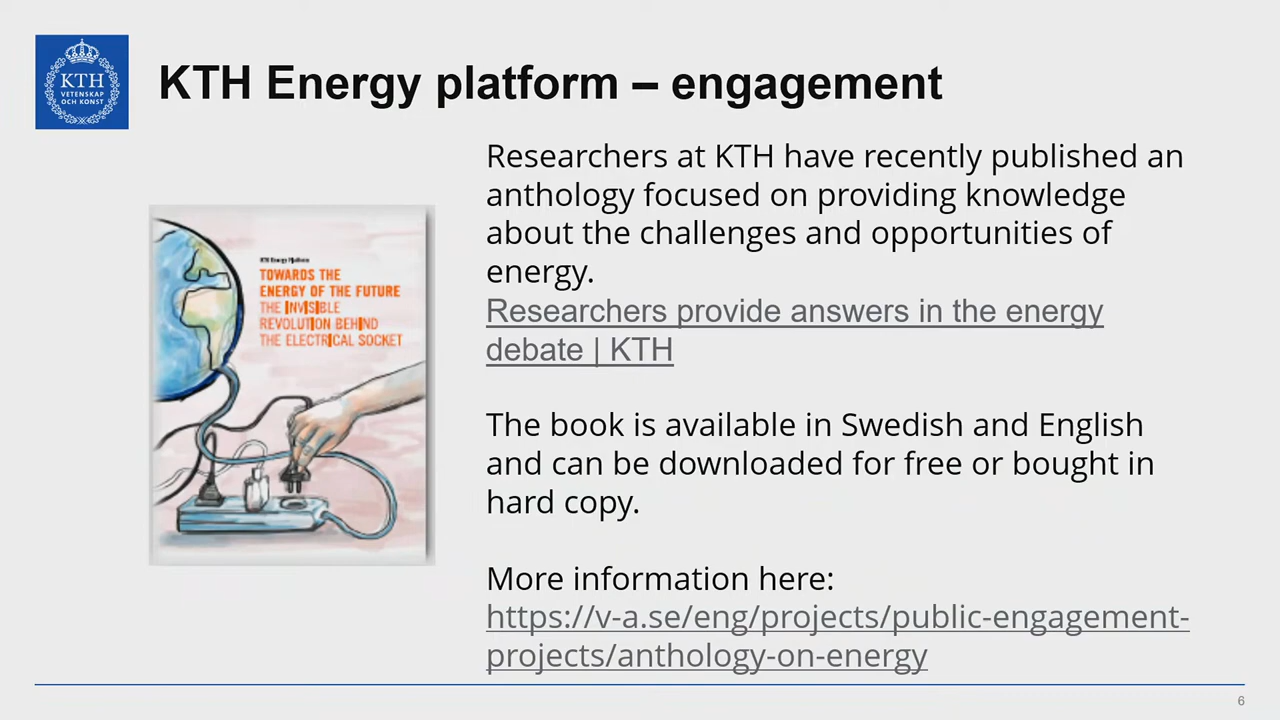 KTH
VETENSKAP
OCH KONST
KTH Energy platform – engagement
KTH Energy Platform
TOWARDS THE
ENERGY OF THE FUTURE
THE INVISIBLE
REVOLUTION BEHIND
THE ELECTRICAL SOCKET
Researchers at KTH have recently published an
anthology focused on providing knowledge
about the challenges and opportunities of
energy.
Researchers provide answers in the energy
debate | KTH
The book is available in Swedish and English
and can be downloaded for free or bought in
hard copy.
More information here:
https://v-a.se/eng/projects/public-engagement-
projects/anthology-on-energy
6